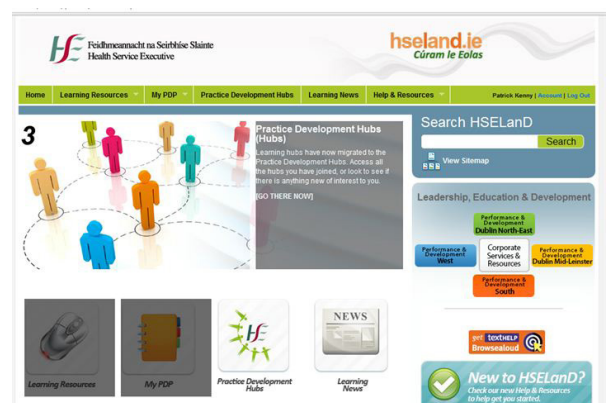 Feidhmeannacht na Seirbhíse Slainte
Health Service Executive
hseland.ie
Cúram le Eolas
Home
Learning Resources
My PDP
Practice Development Hubs
Learning News
Help & Resources
Patrick Kenny | Account | Log Out
3
Practice Development Hubs
(Hubs)
Learning hubs have now migrated to the
Practice Development Hubs. Access all
the hubs you have joined, or look to see if
there is anything new of interest to you.
[GO THERE NOW]
Search HSELanD
Search
View Sitemap
Leadership, Education & Development
Performance &
Development
Dublin North-East
Performance &
Development
West
Corporate
Services &
Resources
Performance &
Development
Dublin Mid-Leinster
Performance &
Development
South
get texthelp
Browsealoud
Learning Resources
My PDP
Practice Development
Hubs
NEWS
Learning
News
New to HSELanD?
Check our new Help & Resources
to help get you started.